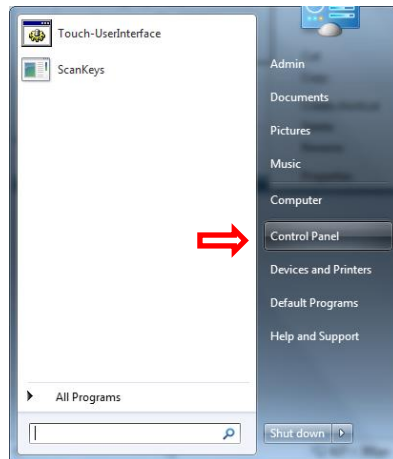 Touch-UserInterface
ScanKeys
All Programs
Admin
Documents
Pictures
Music
Computer
Control Panel
Devices and Printers
Default Programs
Help and Support
Shut down